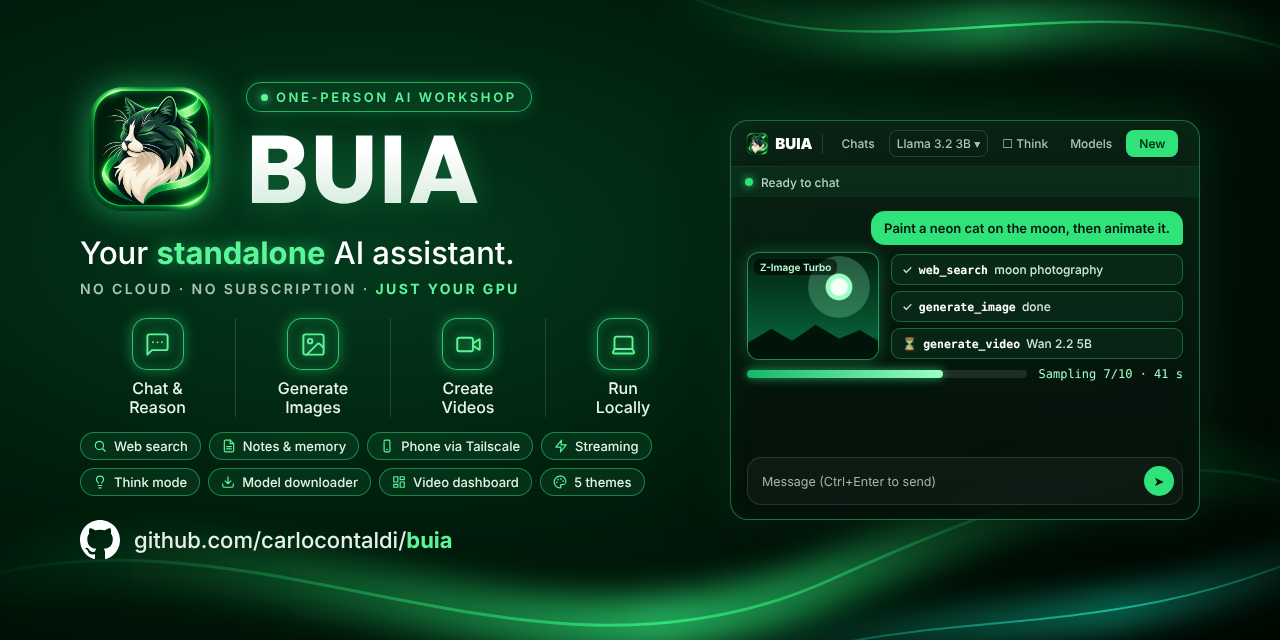 ONE-PERSON AI WORKSHOP
BUIA
Your standalone AI assistant.
NO CLOUD · NO SUBSCRIPTION · JUST YOUR GPU
Chat &
Reason
Generate
Images
Create
Videos
Run
Locally
Web search
Notes & memory
Phone via Tailscale
Streaming
Think mode
Model downloader
Video dashboard
5 themes
github.com/carlocontaldi/buia
BUIA
Chats
Llama 3.2 3B ▾
☐ Think
Models
New
Ready to chat
Paint a neon cat on the moon, then animate it.
Z-Image Turbo
✓ web_search moon photography
✓ generate_image done
⏳ generate_video Wan 2.2 5B
Sampling 7/10 · 41 s
Message (Ctrl+Enter to send)
➤